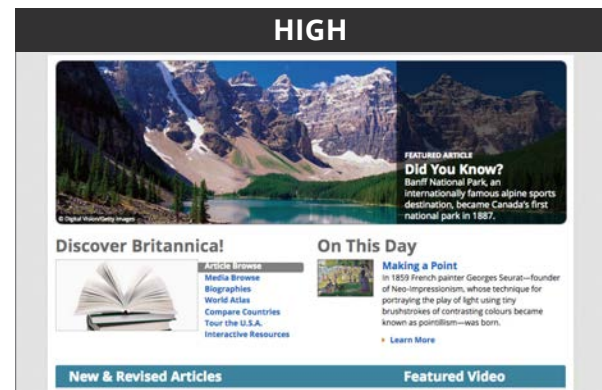 HIGH
FEATURED ARTICLE
Did You Know?
Banff National Park, an
internationally famous alpine sports
destination, became Canada's first
national park in 1887.
© Digital Vision/Getty Images
Discover Britannica!
Article Browse
Media Browse
Biographies
World Atlas
Compare Countries
Tour the U.S.A.
Interactive Resources
On This Day
Making a Point
In 1859 French painter Georges Seurat—founder
of Neo-Impressionism, whose technique for
portraying the play of light using tiny
brushstrokes of contrasting colours became
known as pointillism—was born.
Learn More
New & Revised Articles
Featured Video